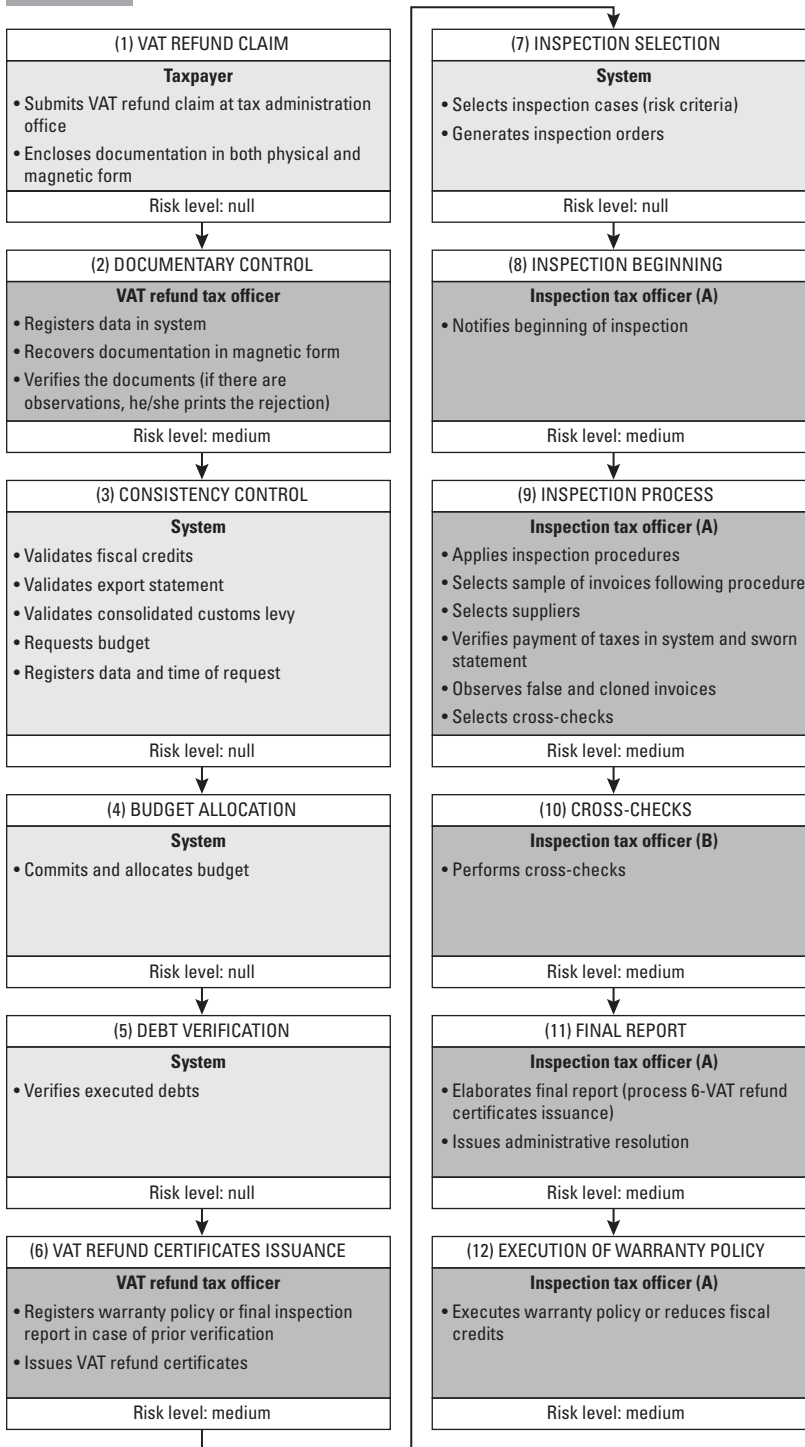 (1) VAT REFUND CLAIM
Taxpayer
• Submits VAT refund claim at tax administration
office
• Encloses documentation in both physical and
magnetic form
Risk level: null
(2) DOCUMENTARY CONTROL
VAT refund tax officer
• Registers data in system
• Recovers documentation in magnetic form
• Verifies the documents (if there are
observations, he/she prints the rejection)
Risk level: medium
(3) CONSISTENCY CONTROL
System
• Validates fiscal credits
• Validates export statement
• Validates consolidated customs levy
• Requests budget
• Registers data and time of request
Risk level: null
(4) BUDGET ALLOCATION
System
• Commits and allocates budget
Risk level: null
(5) DEBT VERIFICATION
System
• Verifies executed debts
Risk level: null
(6) VAT REFUND CERTIFICATES ISSUANCE
VAT refund tax officer
• Registers warranty policy or final inspection
report in case of prior verification
• Issues VAT refund certificates
Risk level: medium
(7) INSPECTION SELECTION
System
• Selects inspection cases (risk criteria)
• Generates inspection orders
Risk level: null
(8) INSPECTION BEGINNING
Inspection tax officer (A)
• Notifies beginning of inspection
Risk level: medium
(9) INSPECTION PROCESS
Inspection tax officer (A)
• Applies inspection procedures
• Selects sample of invoices following procedure
• Selects suppliers
• Verifies payment of taxes in system and sworn
statement
• Observes false and cloned invoices
• Selects cross-checks
Risk level: medium
(10) CROSS-CHECKS
Inspection tax officer (B)
• Performs cross-checks
Risk level: medium
(11) FINAL REPORT
Inspection tax officer (A)
• Elaborates final report (process 6-VAT refund
certificates issuance)
• Issues administrative resolution
Risk level: medium
(12) EXECUTION OF WARRANTY POLICY
Inspection tax officer (A)
• Executes warranty policy or reduces fiscal
credits
Risk level: medium